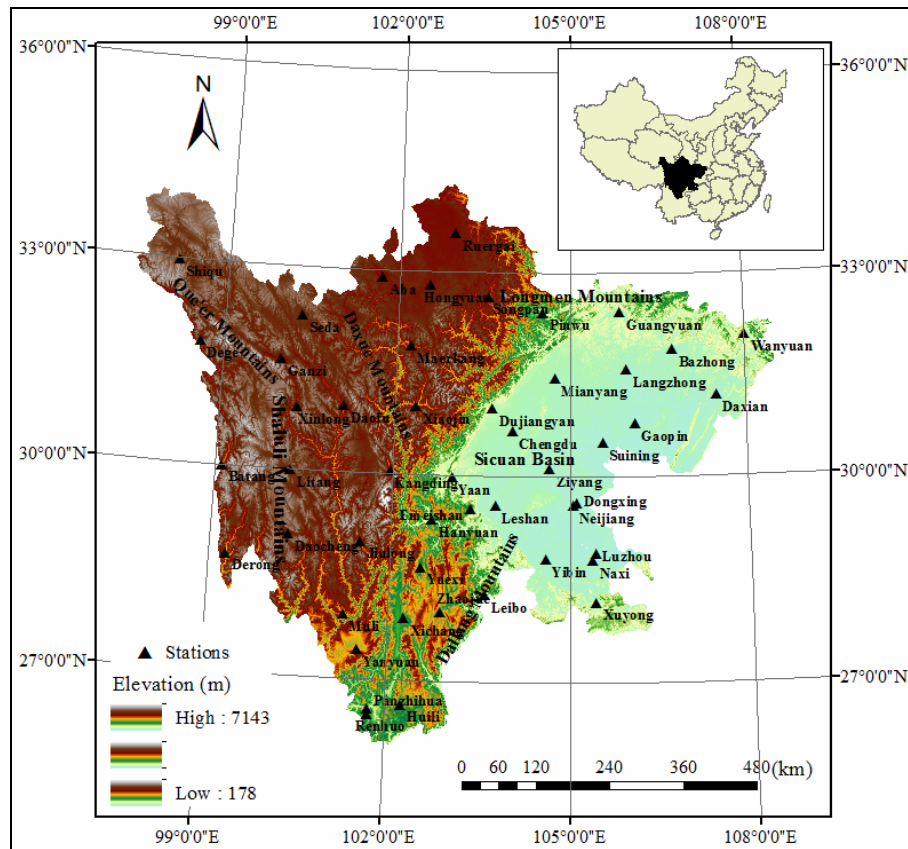 99°0'0"E 102°0'0"E 105°0'0"E 108°0'0"E
36°0'0"N
36°0'0"N
N
33°0'0"N
33°0'0"N
Ruergai
Shiqu
Aba
Hongyuan
Songpan
Longmen Mountains
Que'er Mountains
Seda
Pinwu
Guangyuan
Wanyuan
Dege
Daxue Mountains
Maerkang
Bazhong
Ganzi
Langzhong
Mianyang
Daxian
Xinlong
Daofu
Xiaojin
Dujiangyan
Gaopin
Chengdu
Suining
Shaluli Mountains
30°0'0"N
30°0'0"N
Sicuan Basin
Batang
Litang
Kangding
Yaan
Ziyang
Dongxing
Emeishan
Leshan
Neijiang
Hanyuan
Daocheng
Jiulong
Derong
Luzhou
Yuexi
Yibin
Naxi
Zhaojue
Leibo
Xuyong
Muli
Xichang
Dailiang Mountains
27°0'0"N
27°0'0"N
Stations
Yanyuan
Elevation (m)
Panghihua
High : 7143
Renhuo
Huili
Low : 178
0 60 120 240 360 480 (km)
99°0'0"E 102°0'0"E 105°0'0"E 108°0'0"E